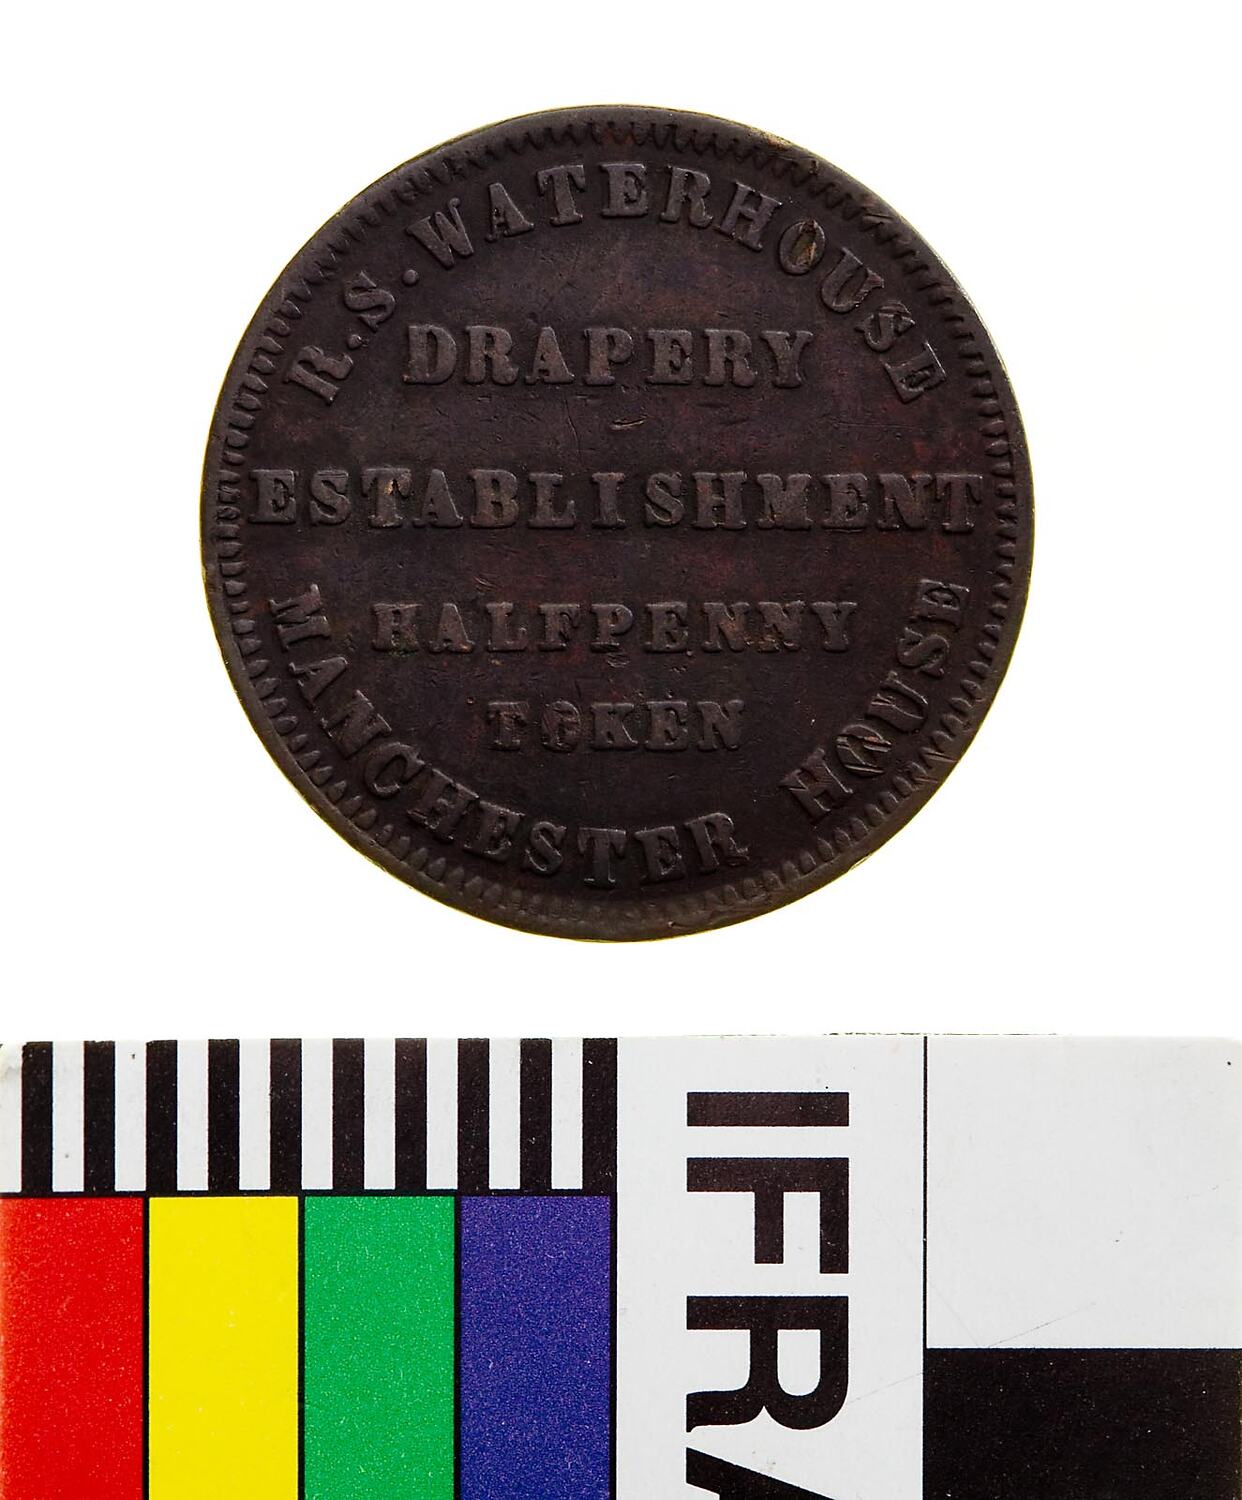 R.S.WATERHOUSE
DRAPERY
ESTABLISHMENT
HALFPENNY
TOKEN
MANCHESTER HOUSE
IFRA